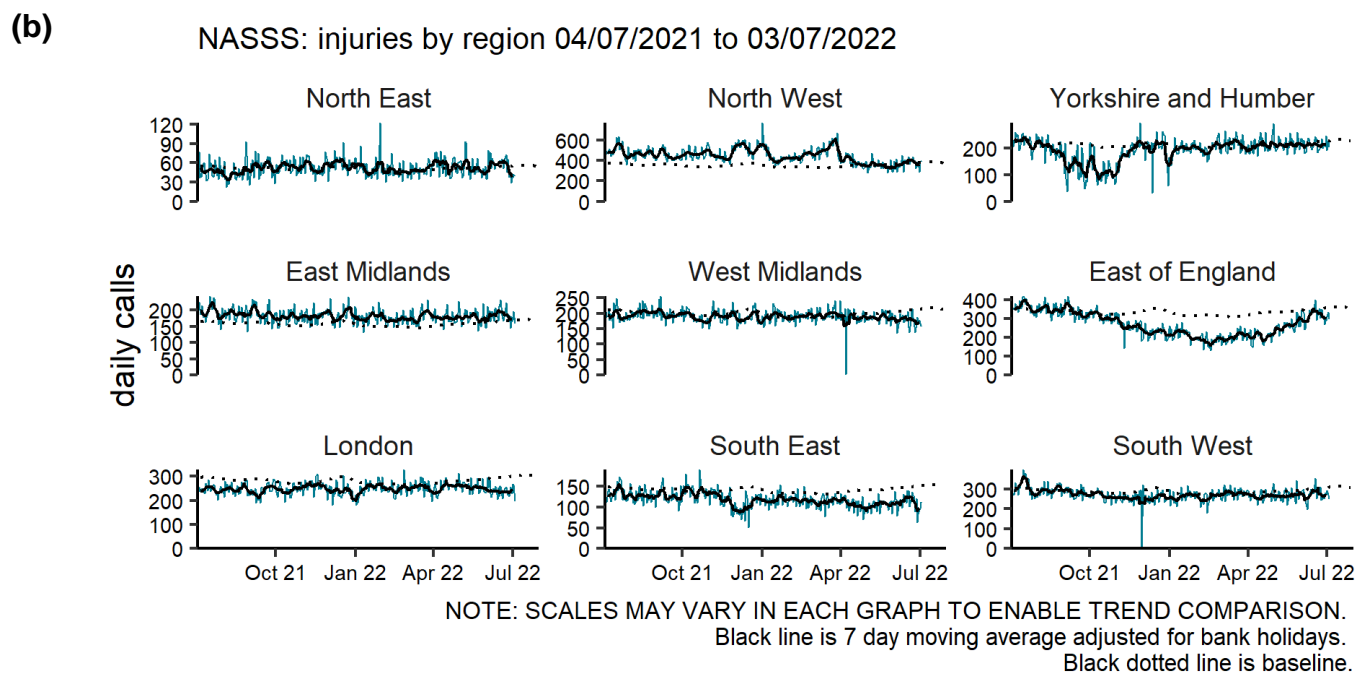 (b)
NASSS: injuries by region 04/07/2021 to 03/07/2022
North East
North West
Yorkshire and Humber
120
90
60
30
0
600
400
200
0
200
100
0
daily calls
East Midlands
West Midlands
East of England
200
150
100
50
0
250
200
150
100
50
0
400
300
200
100
0
London
South East
South West
300
200
100
0
150
100
50
0
300
200
100
0
Oct 21 Jan 22 Apr 22 Jul 22
Oct 21 Jan 22 Apr 22 Jul 22
Oct 21 Jan 22 Apr 22 Jul 22
NOTE: SCALES MAY VARY IN EACH GRAPH TO ENABLE TREND COMPARISON.
Black line is 7 day moving average adjusted for bank holidays.
Black dotted line is baseline.